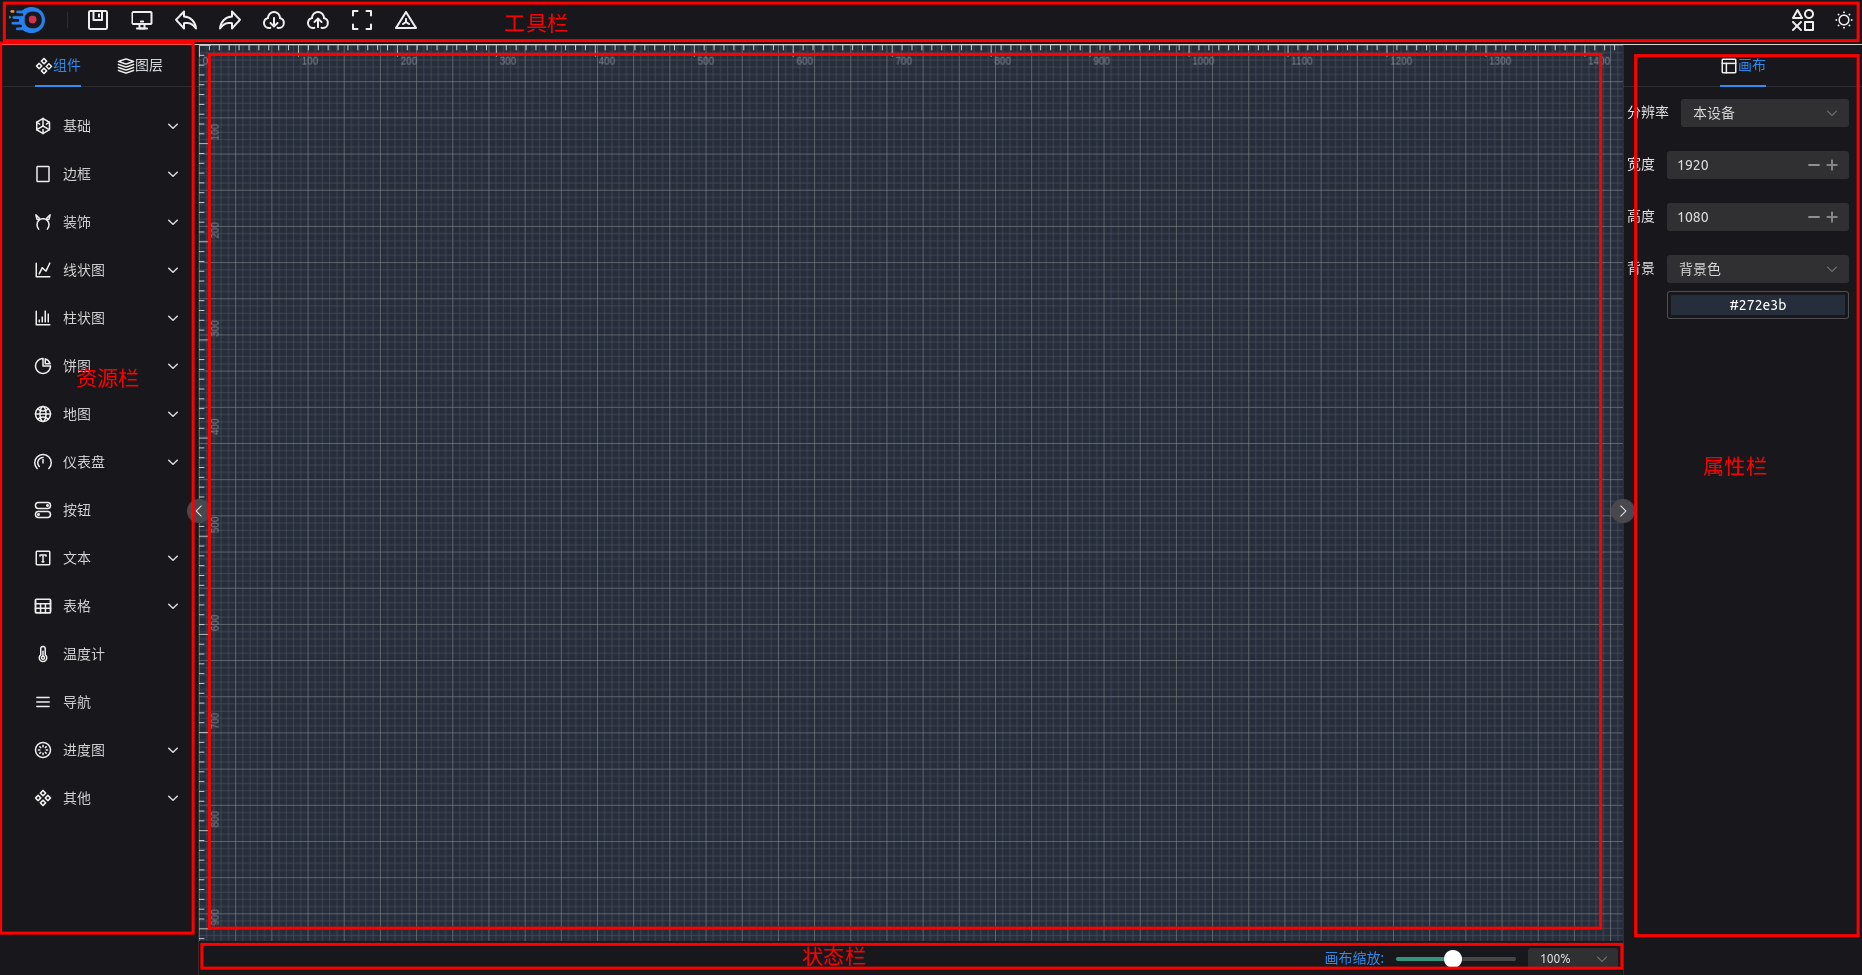 工具栏
组件
图层
基础
边框
装饰
线状图
柱状图
饼图
资源栏
地图
仪表盘
按钮
文本
表格
温度计
导航
进度图
其他
0 100 200 300 400 500 600 700 800 900 1000 1100 1200 1300 1400
100
200
300
400
500
600
700
800
900
画布
分辨率 本设备
宽度 1920
高度 1080
背景 背景色
#272e3b
属性栏
状态栏
画布缩放: 100%